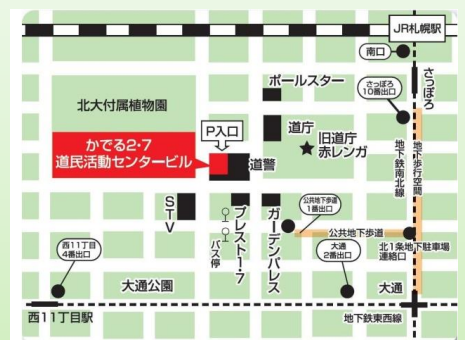 JR札幌駅
南口
さっぽろ
ポールスター
さっぽろ
10番出口
北大付属植物園
P入口
道庁
旧道庁
赤レンガ
かでる2・7
道民活動センタービル
道警
地下鉄南北線
地下歩行空間
STV
バス停
プレスト1・7
ガーデンパレス
公共地下歩道
1番出口
公共地下歩道
北1条地下駐車場
連絡口
西11丁目
4番出口
大通公園
大通
2番出口
大通
西11丁目駅
地下鉄東西線